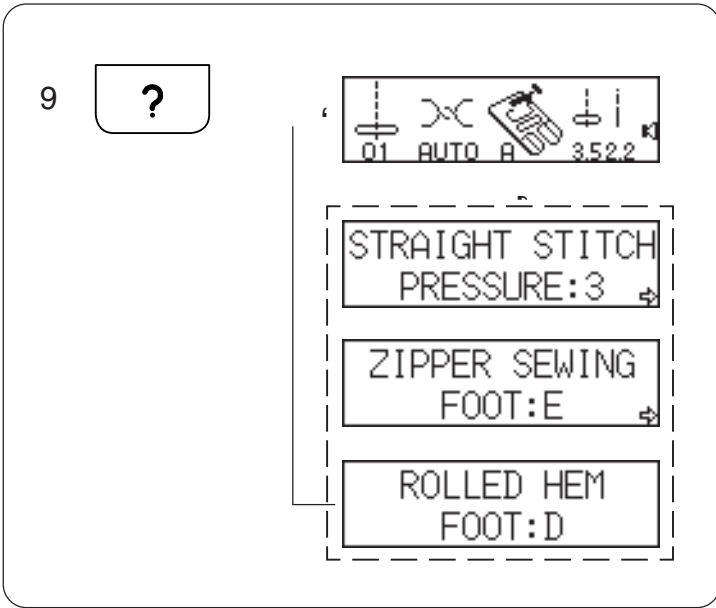 9
?
01 AUTO A 3.5 2.2
STRAIGHT STITCH
PRESSURE:3
ZIPPER SEWING
FOOT:E
ROLLED HEM
FOOT:D